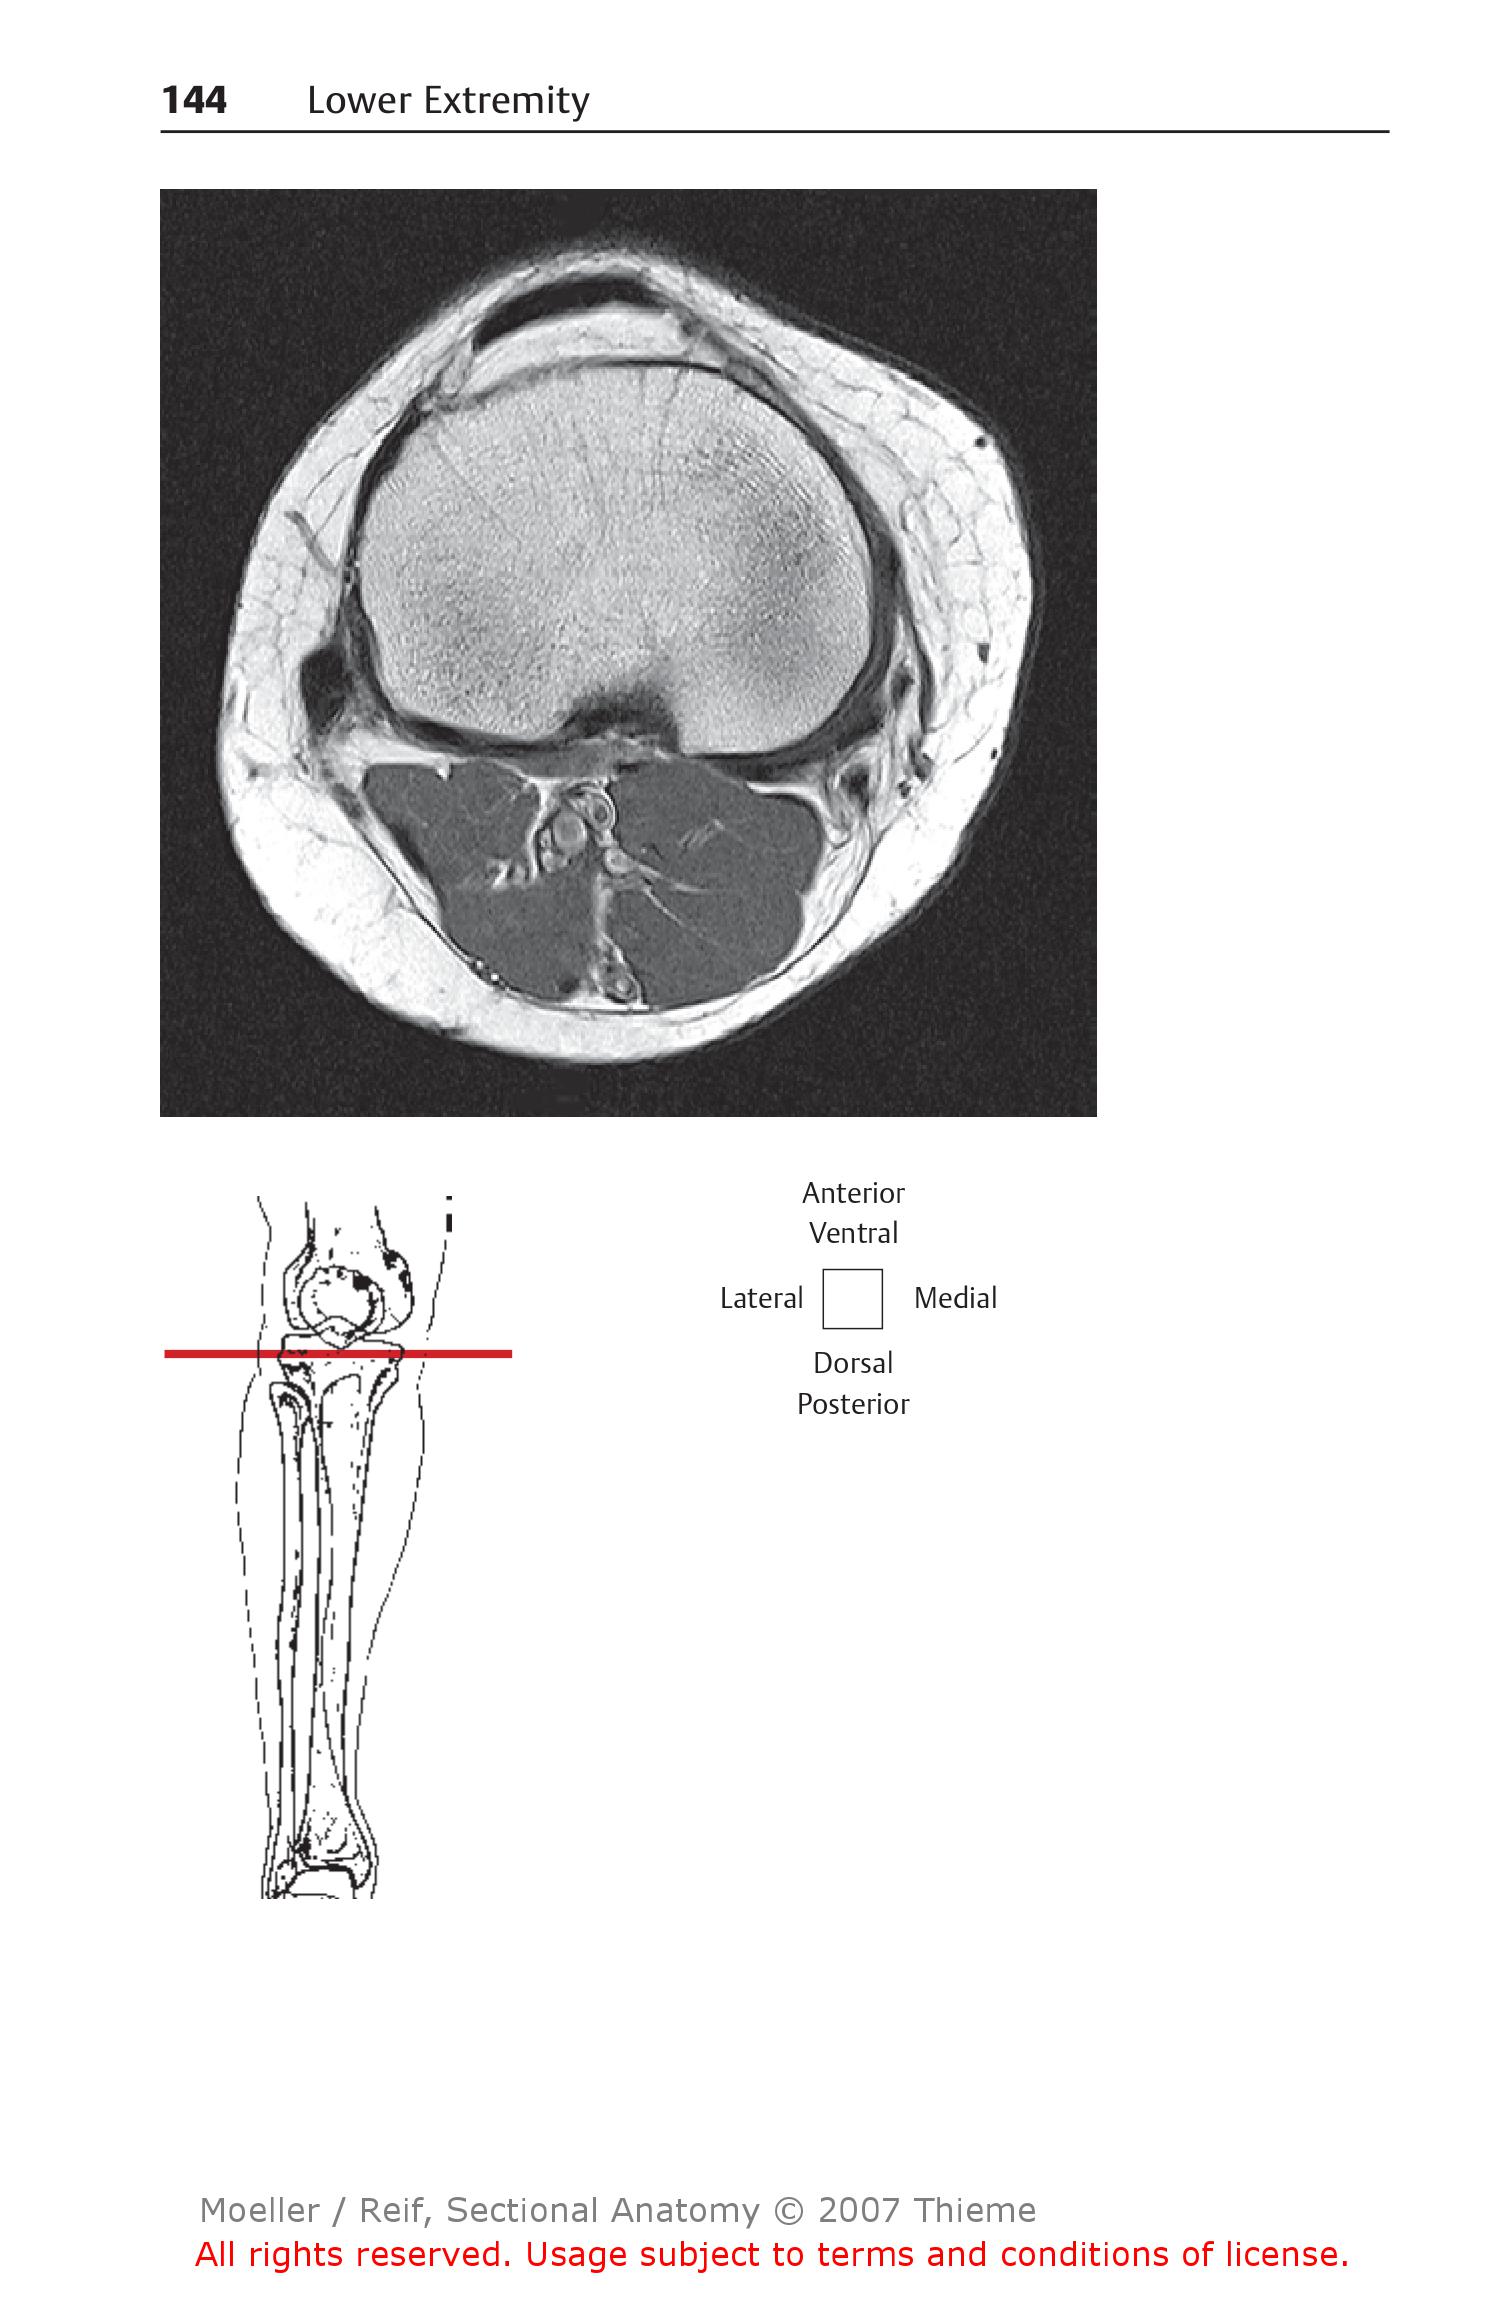 144 Lower Extremity
Anterior
Ventral
Lateral Medial
Dorsal
Posterior
Moeller / Reif, Sectional Anatomy © 2007 Thieme
All rights reserved. Usage subject to terms and conditions of license.